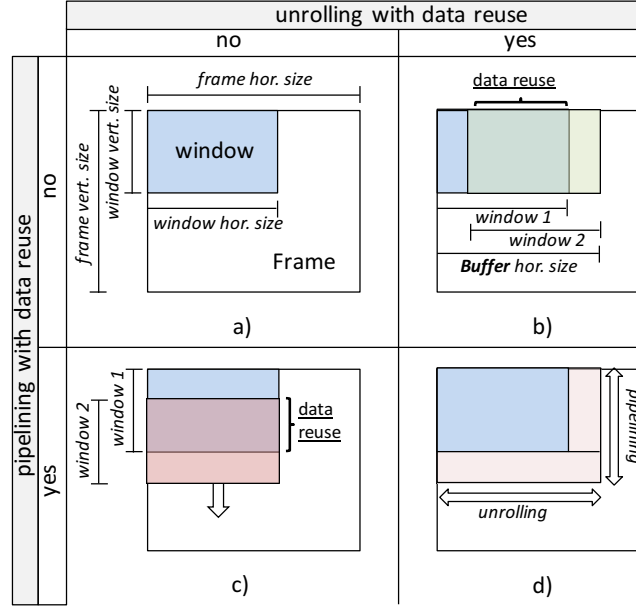 unrolling with data reuse
no
yes
pipelining with data reuse
no
yes
frame hor. size
frame vert. size
window vert. size
window
window hor. size
Frame
a)
data reuse
window 1
window 2
Buffer hor. size
b)
window 2
window 1
data
reuse
c)
pipelining
unrolling
d)